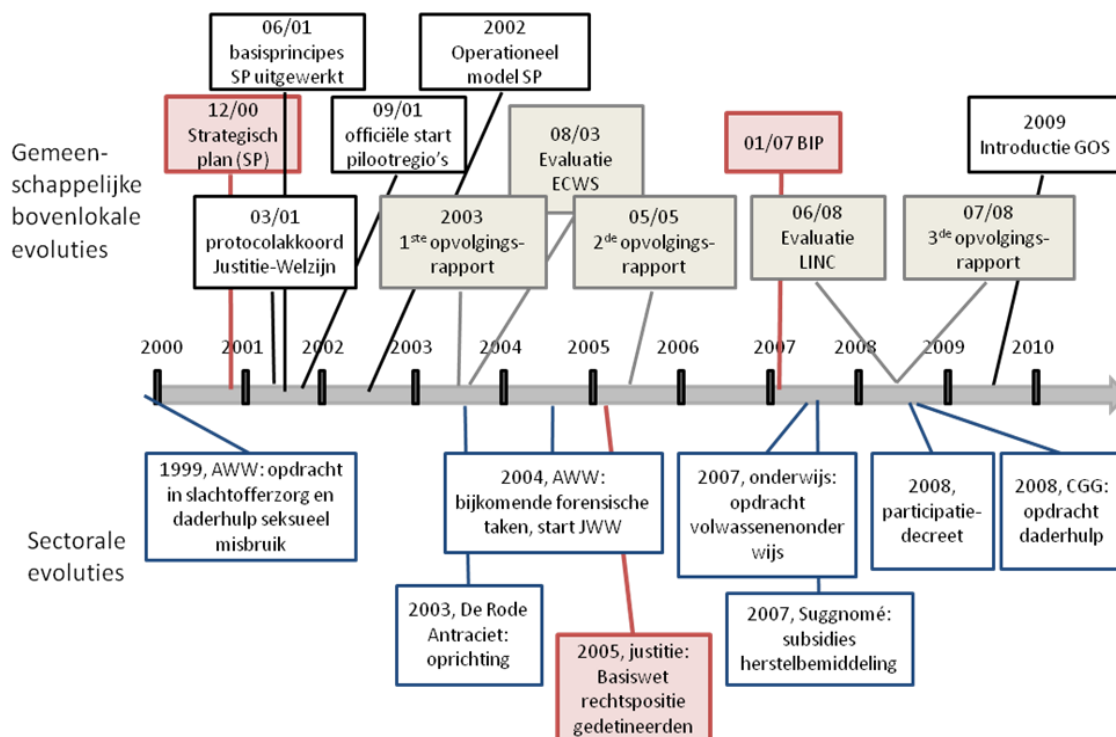 06/01
basisprincipes
SP uitgewerkt
2002
Operationeel
model SP
12/00
Strategisch
plan (SP)
09/01
officiële start
pilootregio's
08/03
Evaluatie
ECWS
01/07 BIP
2009
Introductie GOS
Gemeen-
schappelijke
bovenlokale
evoluties
03/01
protocolakkoord
Justitie-Welzijn
2003
1ste opvolgings-
rapport
05/05
2de opvolgings-
rapport
06/08
Evaluatie
LINC
07/08
3de opvolgings-
rapport
2000 2001 2002 2003 2004 2005 2006 2007 2008 2009 2010
Sectorale
evoluties
1999, AWW: opdracht
in slachtofferzorg en
daderhulp seksueel
misbruik
2004, AWW:
bijkomende forensische
taken, start JWW
2007, onderwijs:
opdracht
volwassenenonder
wijs
2008,
participatie-
decreet
2008, CGG:
opdracht
daderhulp
2003, De Rode
Antraciet:
oprichting
2005, justitie:
Basiswet
rechtspositie
gedetineerden
2007, Suggnomé:
subsidies
herstelbemiddeling